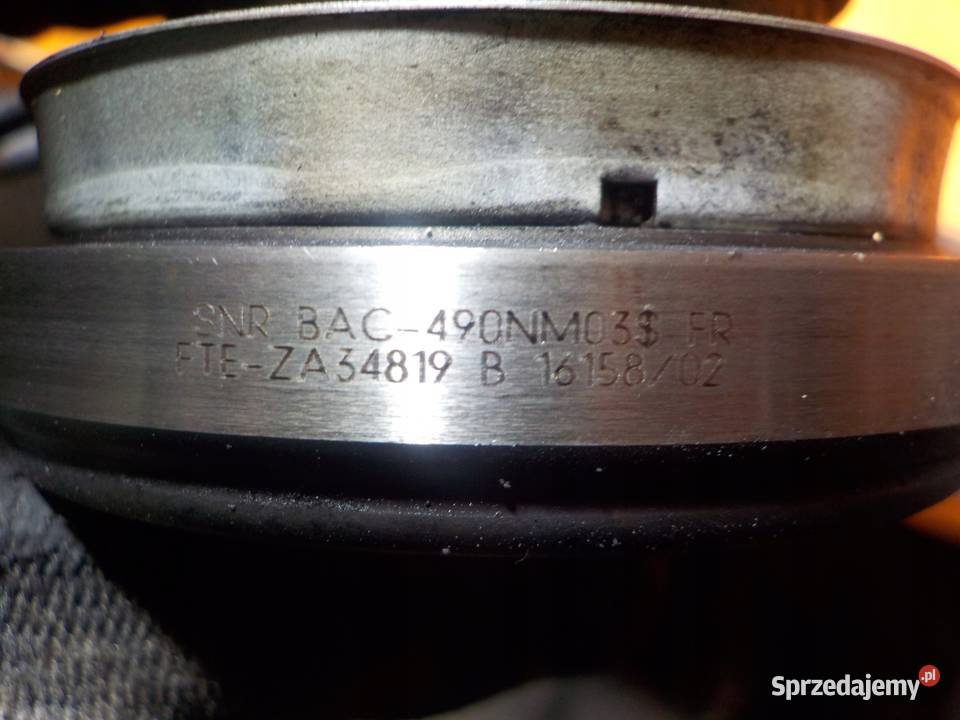 SNR BAC-490NM03$ FR
FTE-ZA34819 B 16158/02
Sprzedajemy.pl